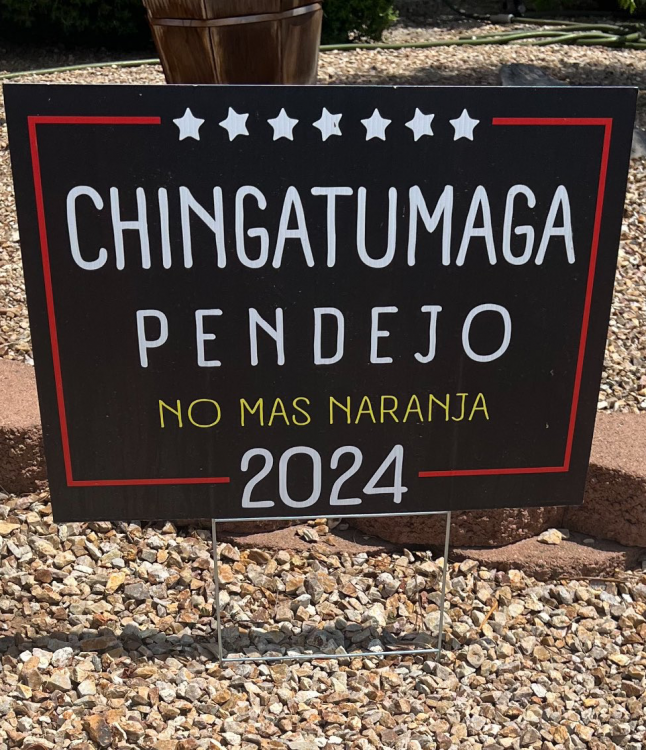 CHINGATUMAGA
PENDEJO
NO MAS NARANJA
2024